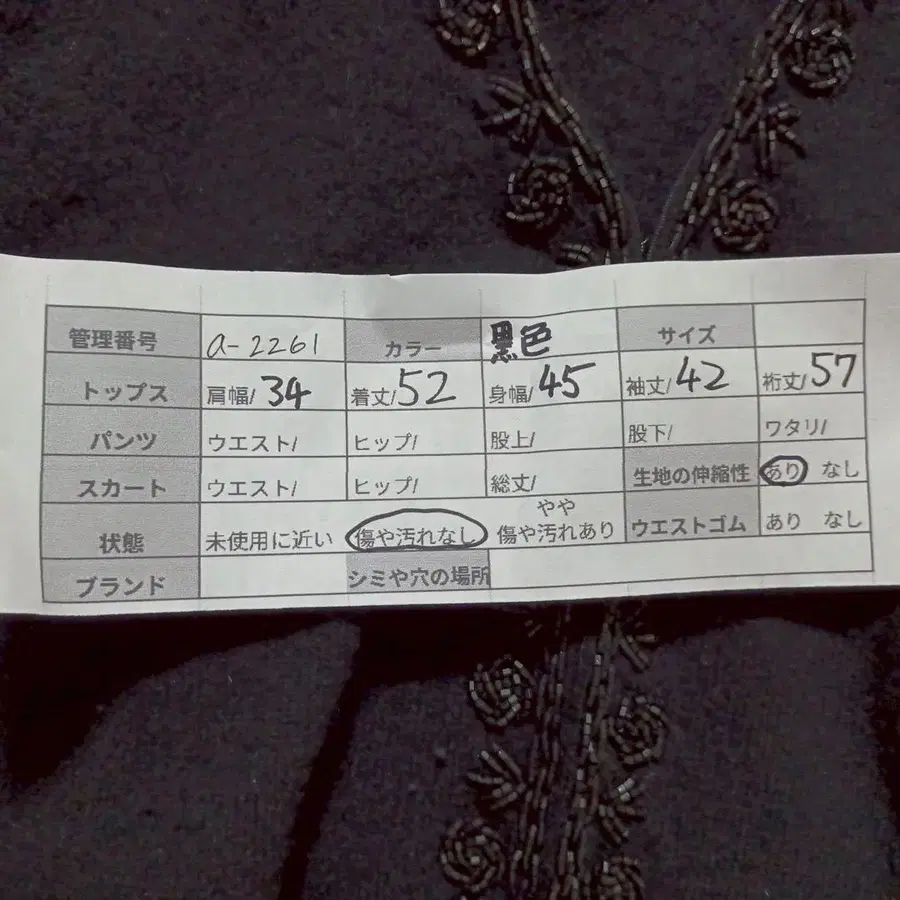 管理番号 a-2261 カラー 黒色 サイズ
トップス 肩幅/34 着丈/52 身幅/45 袖丈/42 裄丈/57
パンツ ウエスト/ ヒップ/ 股上/ 股下/ ワタリ/
スカート ウエスト/ ヒップ/ 総丈/ 生地の伸縮性 あり なし
状態 未使用に近い 傷や汚れなし やや傷や汚れあり ウエストゴム あり なし
ブランド シミや穴の場所